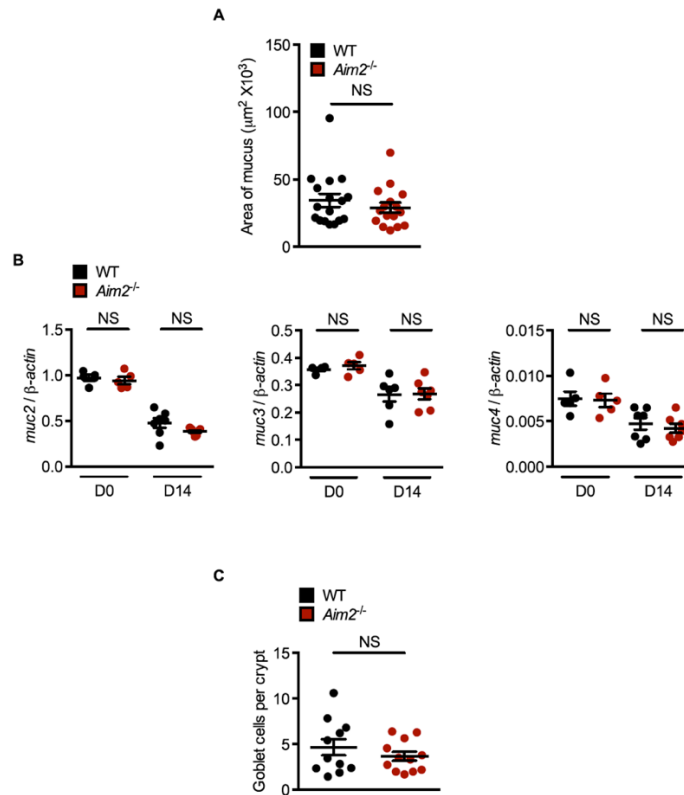 A
WT
Aim2-/-
Area of mucus (μm2 X103)
150
100
50
0
NS
B
WT
Aim2-/-
muc2 / β-actin
1.5
1.0
0.5
0.0
NS
NS
D0
D14
muc3 / β-actin
0.5
0.4
0.3
0.2
0.1
0.0
NS
NS
D0
D14
muc4 / β-actin
0.015
0.010
0.005
0.000
NS
NS
D0
D14
C
WT
Aim2-/-
Goblet cells per crypt
15
10
5
0
NS